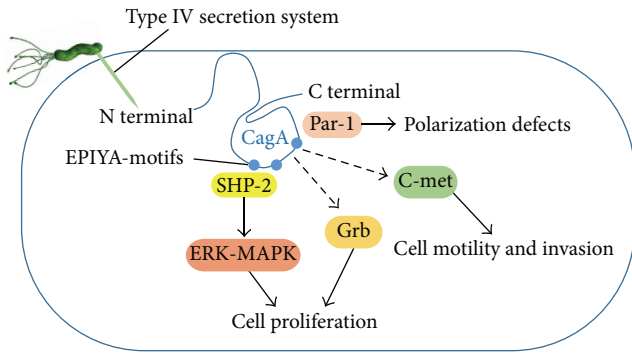 Type IV secretion system
C terminal
N terminal
Par-1
Polarization defects
CagA
EPIYA-motifs
SHP-2
C-met
Grb
ERK-MAPK
Cell motility and invasion
Cell proliferation